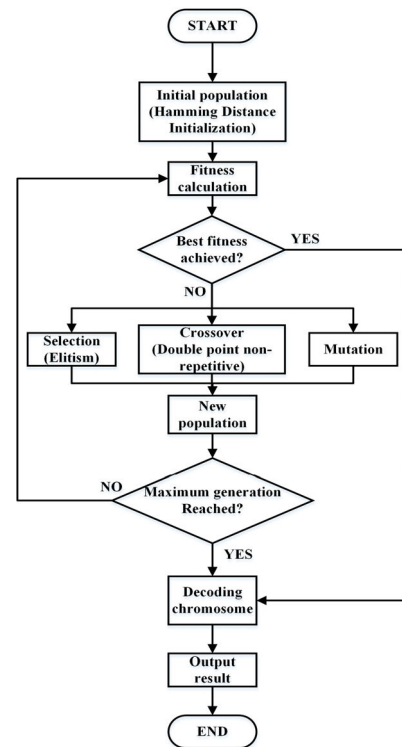 START
Initial population
(Hamming Distance
Initialization)
Fitness
calculation
Best fitness
achieved?
YES
NO
Selection
(Elitism)
Crossover
(Double point non-
repetitive)
Mutation
New
population
NO
Maximum generation
Reached?
YES
Decoding
chromosome
Output
result
END